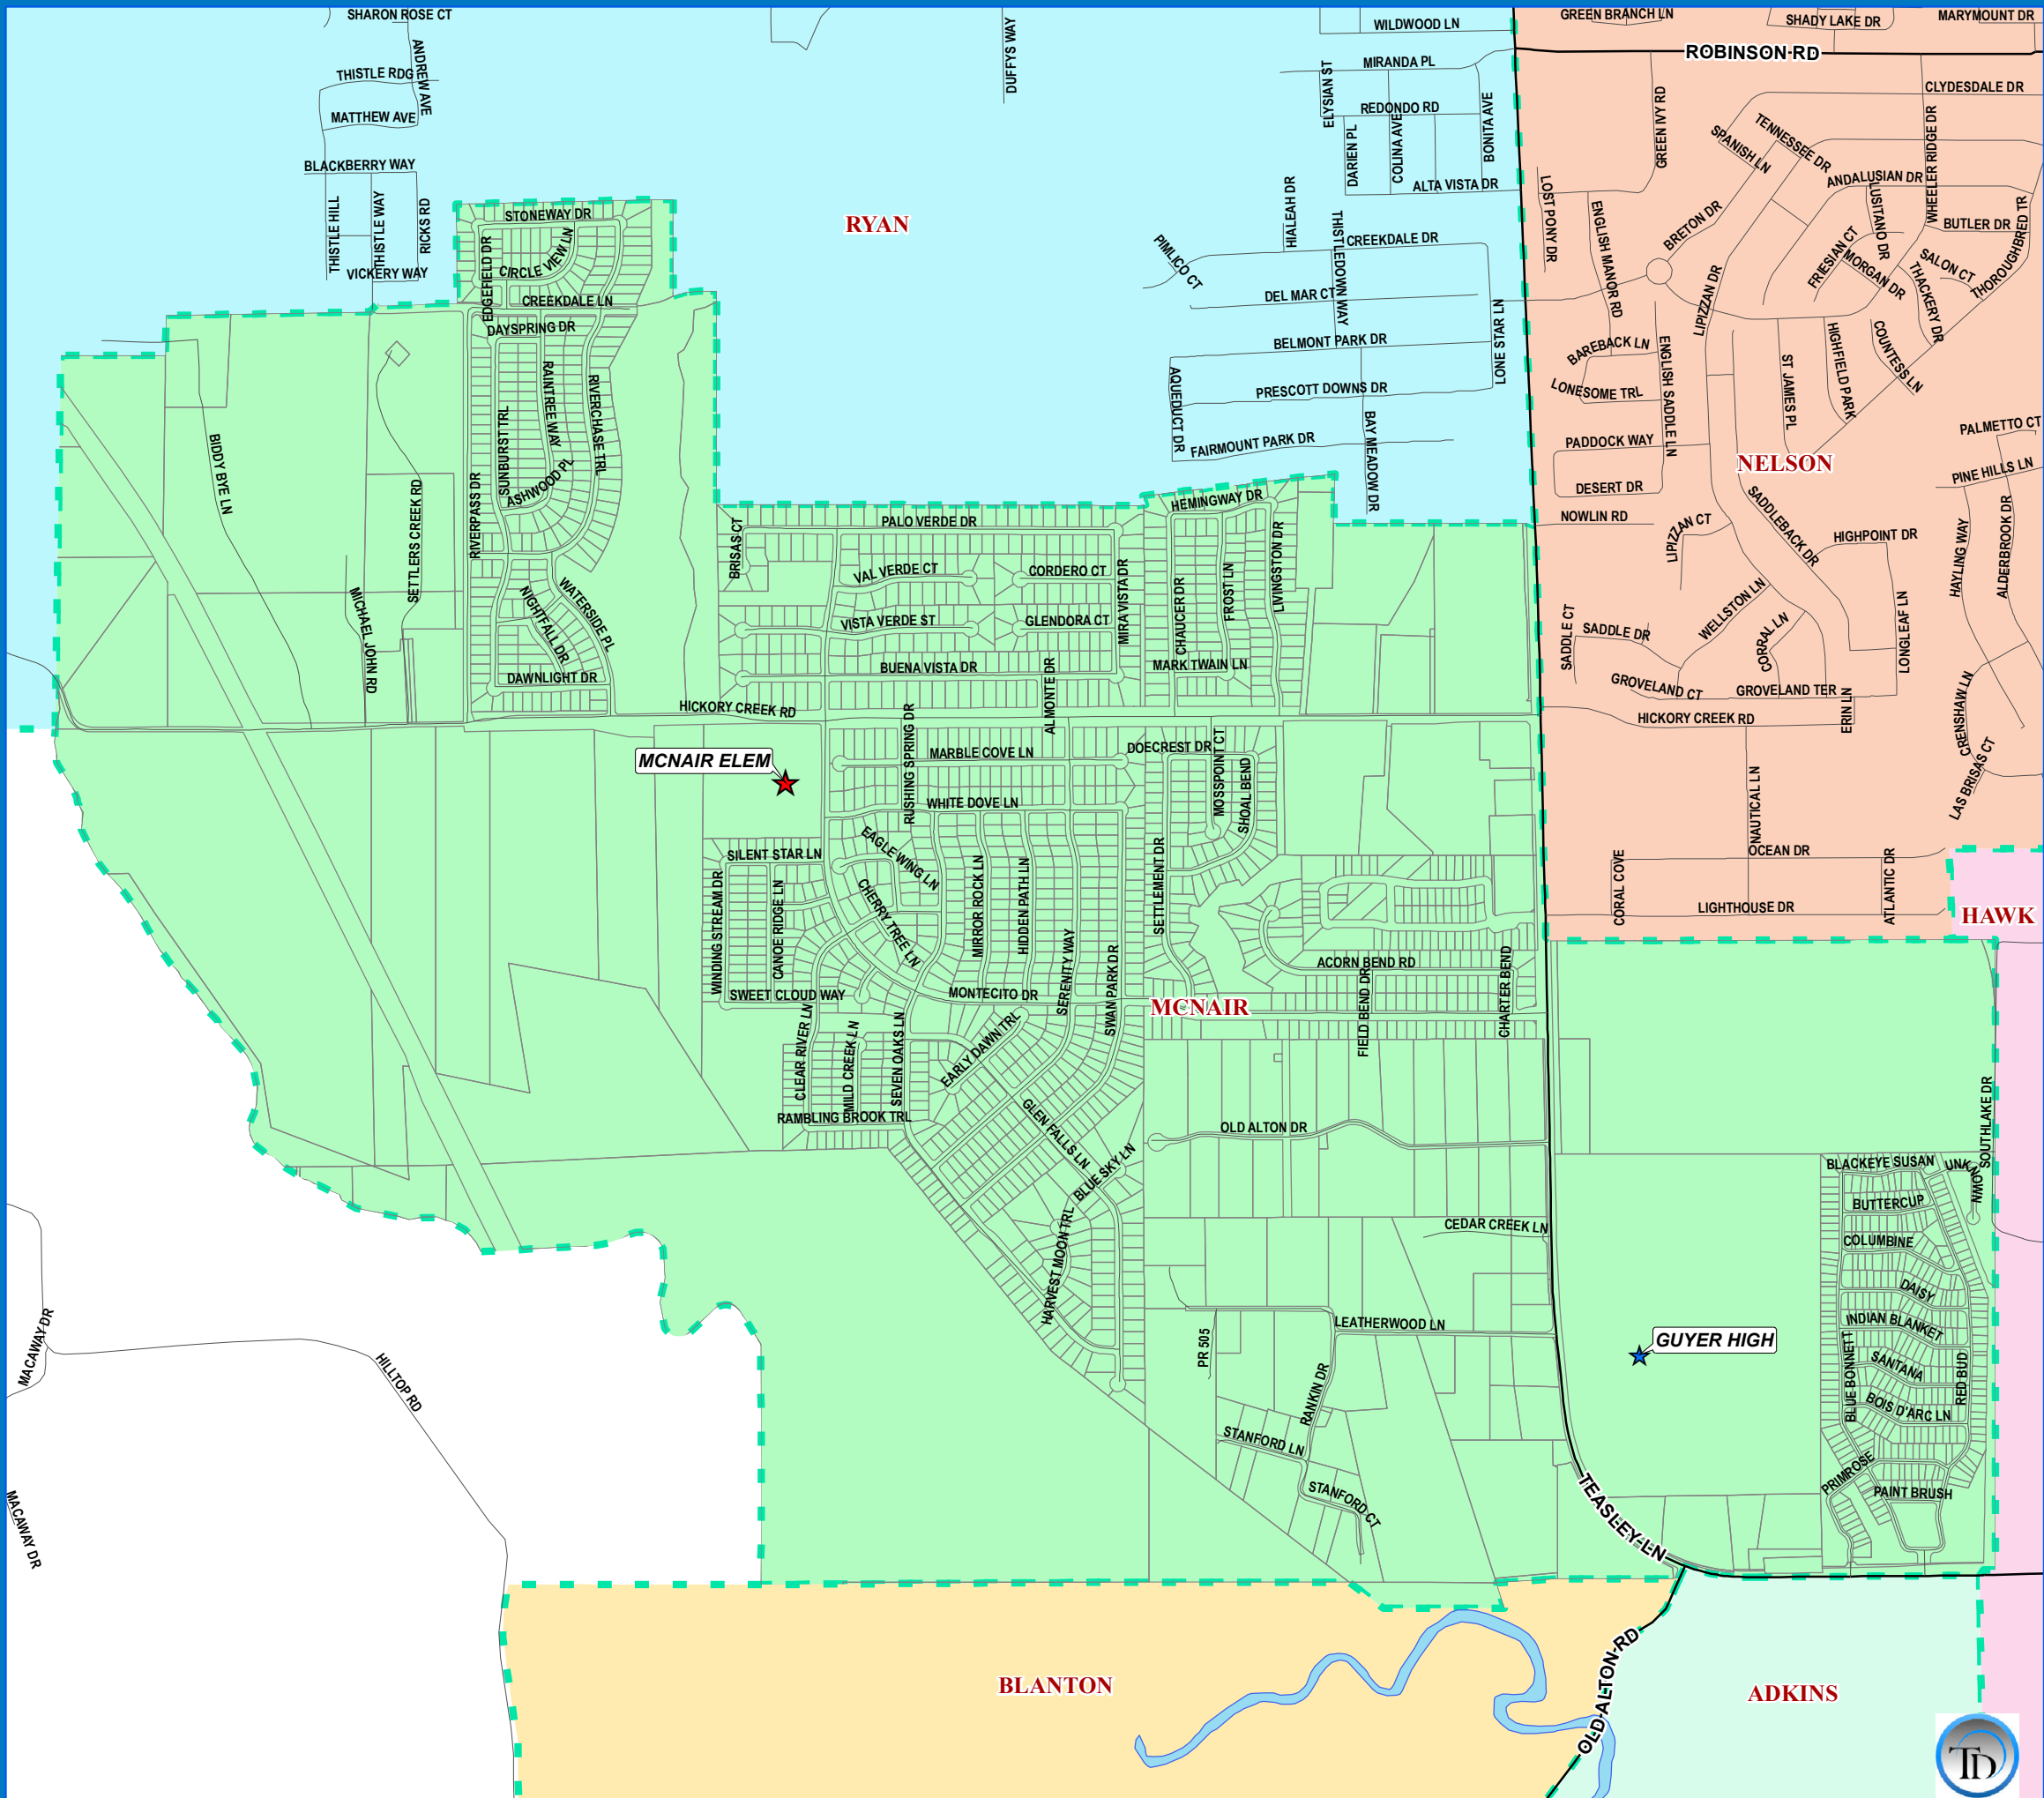 SHARON ROSE CT
ANDREW AVE
THISTLE RDG
MATTHEW AVE
BLACKBERRY WAY
THISTLE HILL
THISTLE WAY
RICKS RD
VICKERY WAY
DUFFYS WAY
WILDWOOD LN
MIRANDA PL
ELYSIAN ST
REDONDO RD
DARIEN PL
COLINA AVE
BONITA AVE
ALTA VISTA DR
RYAN
HIALEAH DR
THISTLEDOWN WAY
CREEKDALE DR
PIMLICO CT
DEL MAR CT
BELMONT PARK DR
LONE STAR LN
AQUEDUCT DR
PRESCOTT DOWNS DR
BAY MEADOW DR
FAIRMOUNT PARK DR
GREEN BRANCH LN
SHADY LAKE DR
MARYMOUNT DR
ROBINSON RD
CLYDESDALE DR
GREEN IVY RD
SPANISH LN
TENNESSEE DR
WHEELER RIDGE DR
ANDALUSIAN DR
LUSITANO DR
LOST PONY DR
ENGLISH MANOR RD
BRETON DR
BUTLER DR
FRIESIAN CT
MORGAN DR
SALON CT
THACKERY DR
THOROUGHBRED TR
LIPIZZAN DR
BAREBACK LN
ENGLISH SADDLE LN
LONESOME TRL
ST JAMES PL
HIGHFIELD PARK
COUNTESS LN
PADDOCK WAY
NELSON
PALMETTO CT
PINE HILLS LN
DESERT DR
NOWLIN RD
LIPIZZAN CT
SADDLEBACK DR
HIGHPOINT DR
HAYLING WAY
ALDERBROOK DR
SADDLE CT
SADDLE DR
WELLSTON LN
CORRAL LN
LONGLEAF LN
GROVELAND CT
GROVELAND TER
ERIN LN
HICKORY CREEK RD
CRENSHAW LN
LAS BRISAS CT
NAUTICAL LN
OCEAN DR
CORAL COVE
ATLANTIC DR
LIGHTHOUSE DR
HAWK
STONEWAY DR
EDGEFIELD DR
CIRCLE VIEW LN
CREEKDALE LN
DAYSPRING DR
RAINTREE WAY
RIVERCHASE TRL
SUNBURST TRL
ASHWOOD PL
RIVERPASS DR
BIDDY BYE LN
SETTLERS CREEK RD
MICHAEL JOHN RD
NIGHTFALL DR
WATERSIDE PL
DAWNLIGHT DR
HICKORY CREEK RD
BRISAS CT
PALO VERDE DR
VAL VERDE CT
CORDERO CT
VISTA VERDE ST
GLENDORA CT
MIRA VISTA DR
BUENA VISTA DR
ALMONTE DR
HEMINGWAY DR
CHAUCER DR
FROST LN
LIVINGSTON DR
MARK TWAIN LN
MCNAIR ELEM
RUSHING SPRING DR
MARBLE COVE LN
DOECREST DR
MOSSPOINT CT
SHOAL BEND
WHITE DOVE LN
SILENT STAR LN
EAGLE WING LN
CHERRY TREE LN
MIRROR ROCK LN
HIDDEN PATH LN
SETTLEMENT DR
WINDING STREAM DR
CANOE RIDGE LN
SERENITY WAY
SWAN PARK DR
SWEET CLOUD WAY
MONTECITO DR
MCNAIR
ACORN BEND RD
FIELD BEND DR
CHARTER BEND
CLEAR RIVER LN
MILD CREEK LN
SEVEN OAKS LN
EARLY DAWN TRL
RAMBLING BROOK TRL
GLEN FALLS LN
BLUE SKY LN
HARVEST MOON TRL
OLD ALTON DR
CEDAR CREEK LN
LEATHERWOOD LN
PR 505
RANKIN DR
STANFORD LN
STANFORD CT
TEASLEY LN
GUYER HIGH
SOUTHLAKE DR
BLACKEYE SUSAN
UNKNOWN
BUTTERCUP
COLUMBINE
DAISY
INDIAN BLANKET
BLUE BONNETT
SANTANA
RED BUD
BOIS D'ARC LN
PRIMROSE
PAINT BRUSH
MACAWAY DR
HILLTOP RD
MACAWAY DR
BLANTON
OLD ALTON RD
ADKINS
TD